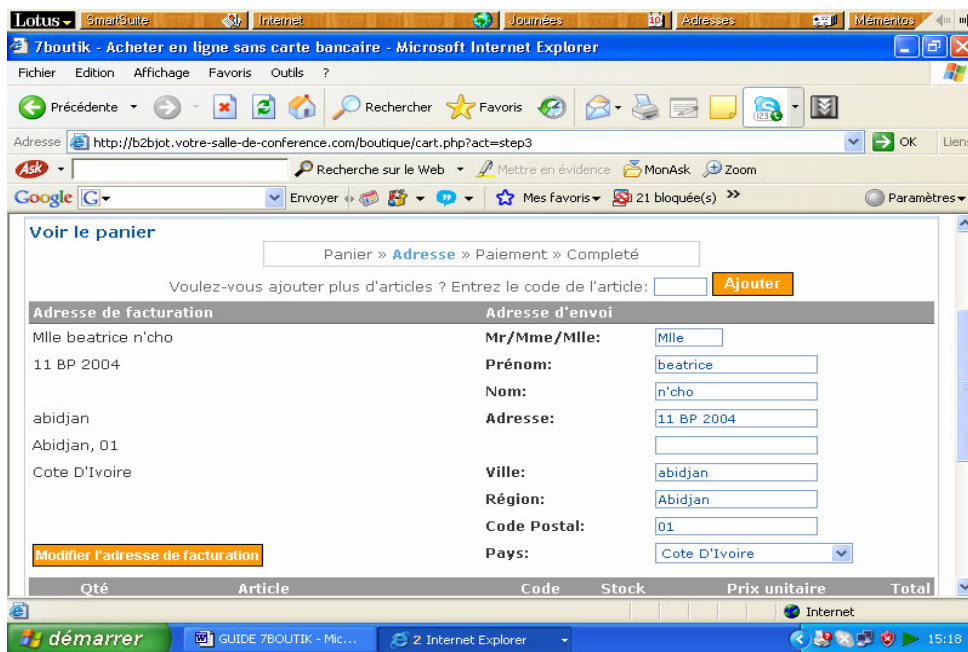 Lotus SmartSuite Internet Journées 10 Adresses Mémentos
7boutik - Acheter en ligne sans carte bancaire - Microsoft Internet Explorer
Fichier Edition Affichage Favoris Outils ?
Précédente Rechercher Favoris
Adresse http://b2bjot.votre-salle-de-conference.com/boutique/cart.php?act=step3 OK Liens
Ask Recherche sur le Web Mettre en évidence MonAsk Zoom
Google G Envoyer Mes favoris 21 bloquée(s) >> Paramètres
Voir le panier
Panier » Adresse » Paiement » Completé
Voulez-vous ajouter plus d'articles ? Entrez le code de l'article: Ajouter
Adresse de facturation Adresse d'envoi
Mlle beatrice n'cho Mr/Mme/Mlle: Mlle
11 BP 2004 Prénom: beatrice
Nom: n'cho
abidjan Adresse: 11 BP 2004
Abidjan, 01
Cote D'Ivoire Ville: abidjan
Région: Abidjan
Code Postal: 01
Modifier l'adresse de facturation Pays: Cote D'Ivoire
Qté Article Code Stock Prix unitaire Total
Internet
démarrer GUIDE 7BOUTIK - Mic... 2 Internet Explorer 15:18